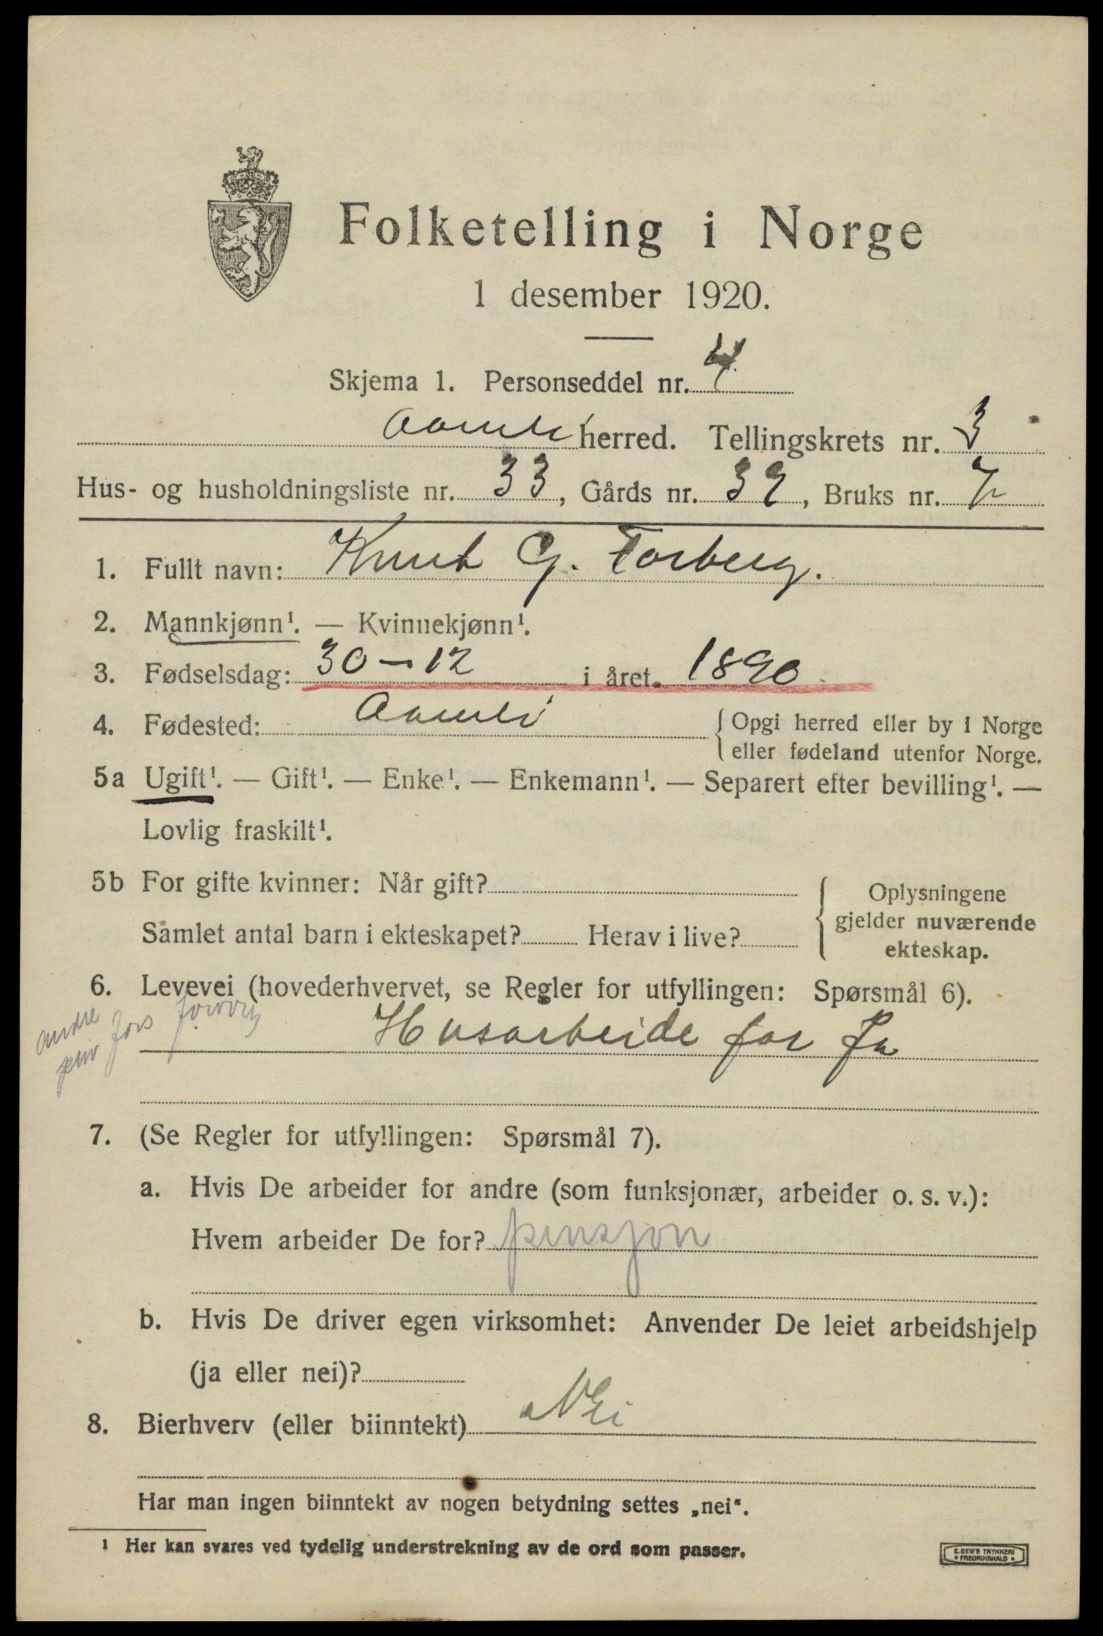 Folketelling i Norge
1 desember 1920.
Skjema 1. Personseddel nr. 4
Aamli herred. Tellingskrets nr. 3
Hus- og husholdningsliste nr. 33, Gårds nr. 39, Bruks nr. 7
1. Fullt navn: Knut G. Torberg.
2. Mannkjønn¹. — Kvinnekjønn¹.
3. Fødselsdag: 30–12 i året 1890
4. Fødested: Aamli {Opgi herred eller by i Norge
eller fødeland utenfor Norge.
5a Ugift¹. — Gift¹. — Enke¹. — Enkemann¹. — Separert efter bevilling¹. —
Lovlig fraskilt¹.
5b For gifte kvinner: Når gift? Oplysningene
gjelder nuværende
Samlet antal barn i ekteskapet? Herav i live?
ekteskap.
6. Levevei (hovederhvervet, se Regler for utfyllingen: Spørsmål 6).
andre
Husarbeide for
7. (Se Regler for utfyllingen: Spørsmål 7).
a. Hvis De arbeider for andre (som funksjonær, arbeider o. s. v.):
Hvem arbeider De for? pensjon
b. Hvis De driver egen virksomhet: Anvender De leiet arbeidshjelp
(ja eller nei)?
8. Bierhverv (eller biinntekt) Nei
Har man ingen biinntekt av nogen betydning settes „nei“.
¹ Her kan svares ved tydelig understrekning av de ord som passer.
E. SEM'S TRYKKERI
• FREDRIKSHALD •